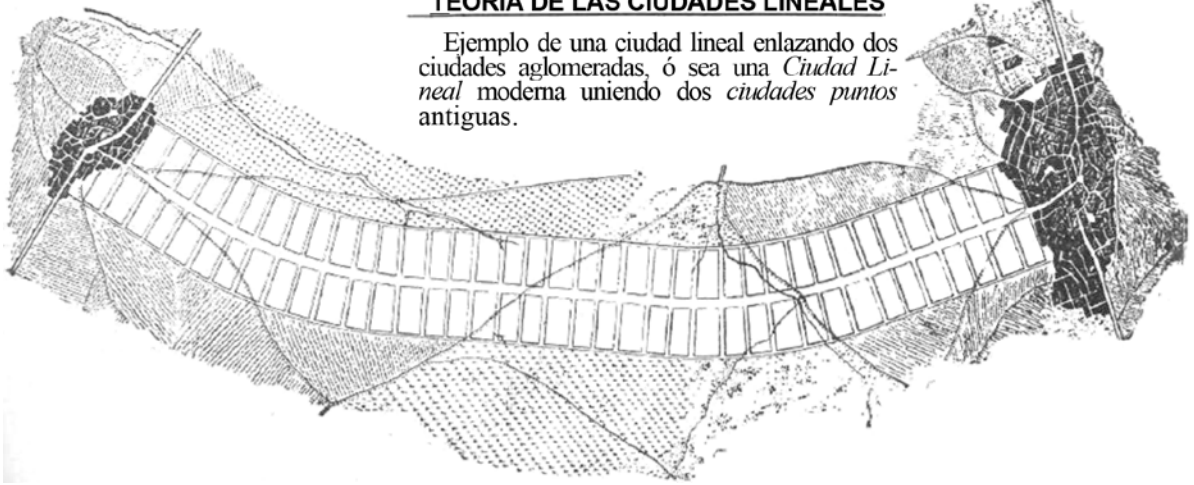 TEORÍA DE LAS CIUDADES LINEALES
Ejemplo de una ciudad lineal enlazando dos
ciudades aglomeradas, ó sea una Ciudad Li-
neal moderna uniendo dos ciudades puntos
antiguas.